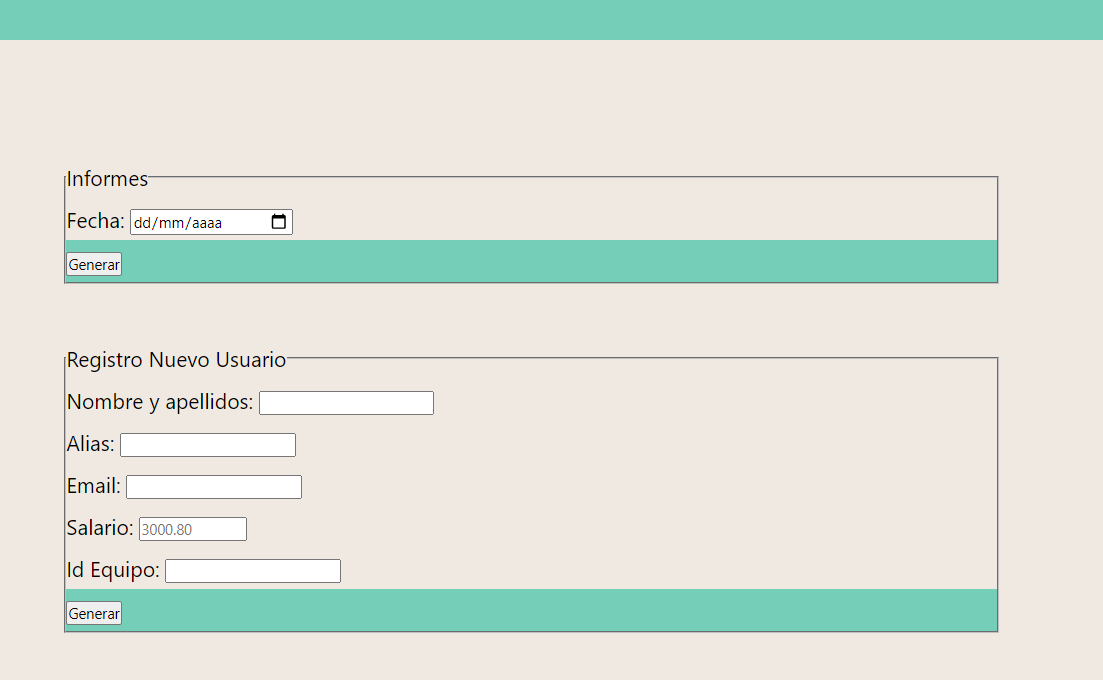 Informes
Fecha: dd/mm/aaaa
Generar
Registro Nuevo Usuario
Nombre y apellidos:
Alias:
Email:
Salario: 3000.80
Id Equipo:
Generar